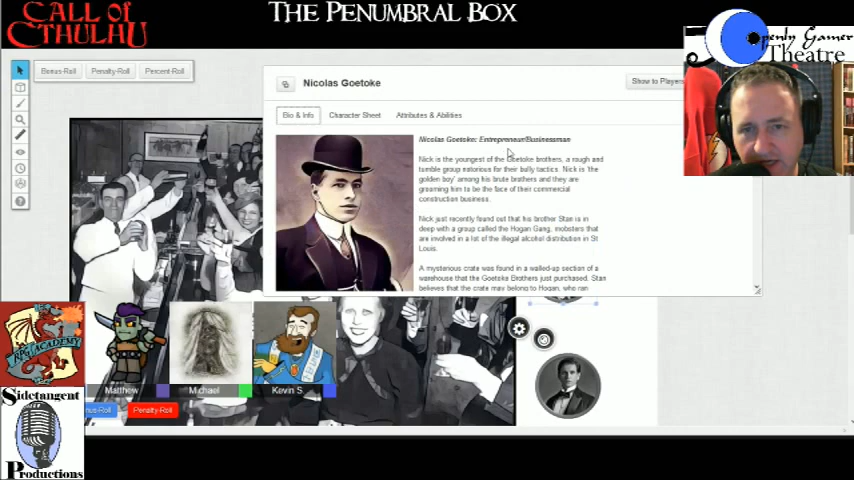 CALL OF
CTHULHU
THE PENUMBRAL BOX
Openly Gamer
Theatre
Bonus-Roll
Penalty-Roll
Percent-Roll
Nicolas Goetoke
Show to Players
Bio & Info
Character Sheet
Attributes & Abilities
Nicolas Goetoke: Entrepreneur/Businessman
Nick is the youngest of the Goetoke brothers, a rough and
tumble group notorious for their bully tactics. Nick is 'the
golden boy' among his brute brothers and they are
grooming him to be the face of their commercial
construction business.
Nick just recently found out that his brother Stan is in
deep with a group called the Hogan Gang, mobsters that
are involved in a lot of the illegal alcohol distribution in St
Louis.
A mysterious crate was found in a walled-up section of a
warehouse that the Goetoke Brothers just purchased. Stan
believes that the crate may belong to Hogan, who ran
RPG ACADEMY
Matthew
Michael
Kevin S.
nus-Roll
Penalty-Roll
Sidetangent
Productions